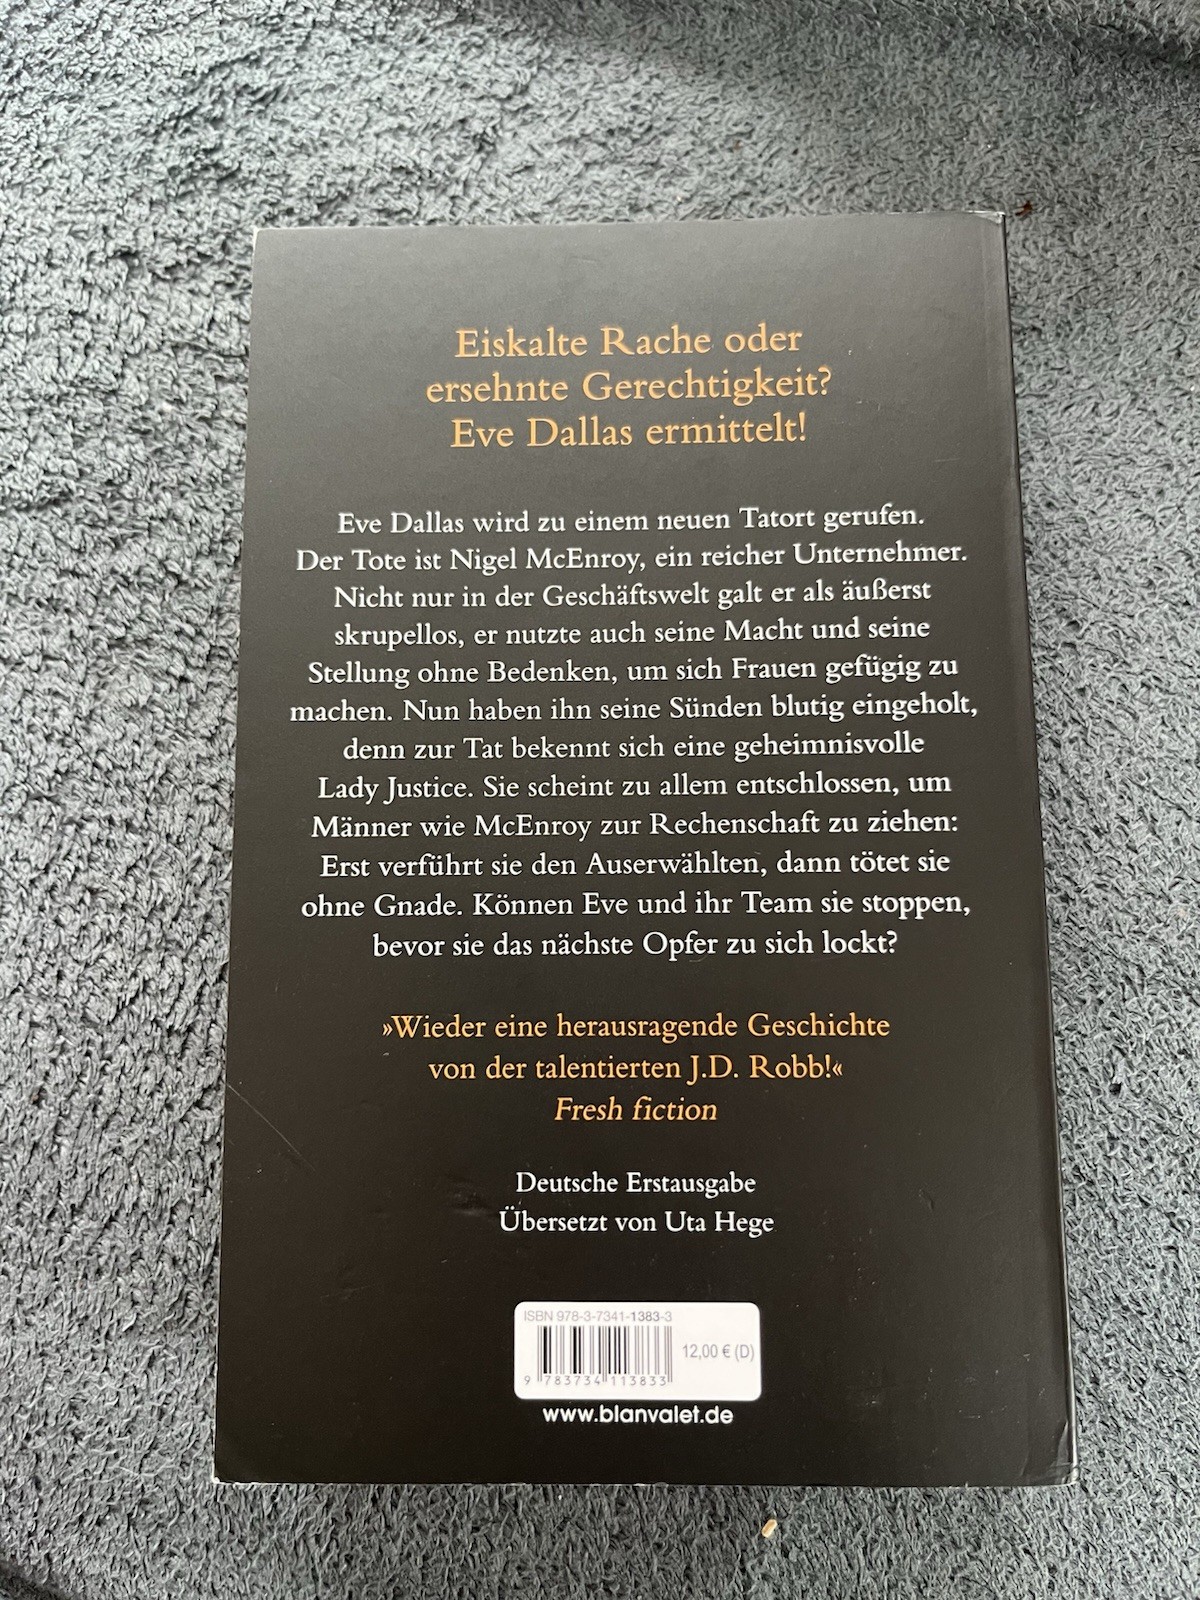 Eiskalte Rache oder
ersehnte Gerechtigkeit?
Eve Dallas ermittelt!
Eve Dallas wird zu einem neuen Tatort gerufen.
Der Tote ist Nigel McEnroy, ein reicher Unternehmer.
Nicht nur in der Geschäftswelt galt er als äußerst
skrupellos, er nutzte auch seine Macht und seine
Stellung ohne Bedenken, um sich Frauen gefügig zu
machen. Nun haben ihn seine Sünden blutig eingeholt,
denn zur Tat bekennt sich eine geheimnisvolle
Lady Justice. Sie scheint zu allem entschlossen, um
Männer wie McEnroy zur Rechenschaft zu ziehen:
Erst verführt sie den Auserwählten, dann tötet sie
ohne Gnade. Können Eve und ihr Team sie stoppen,
bevor sie das nächste Opfer zu sich lockt?
»Wieder eine herausragende Geschichte
von der talentierten J.D. Robb!«
Fresh fiction
Deutsche Erstausgabe
Übersetzt von Uta Hege
ISBN 978-3-7341-1383-3
12,00 € (D)
9 783734 113833
www.blanvalet.de